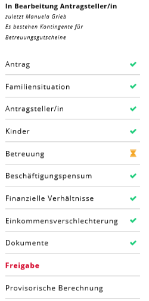 In Bearbeitung Antragsteller/in
zuletzt Manuela Grieb
Es bestehen Kontingente für
Betreuungsgutscheine
Antrag
Familiensituation
Antragsteller/in
Kinder
Betreuung
Beschäftigungspensum
Finanzielle Verhältnisse
Einkommensverschlechterung
Dokumente
Freigabe
Provisorische Berechnung